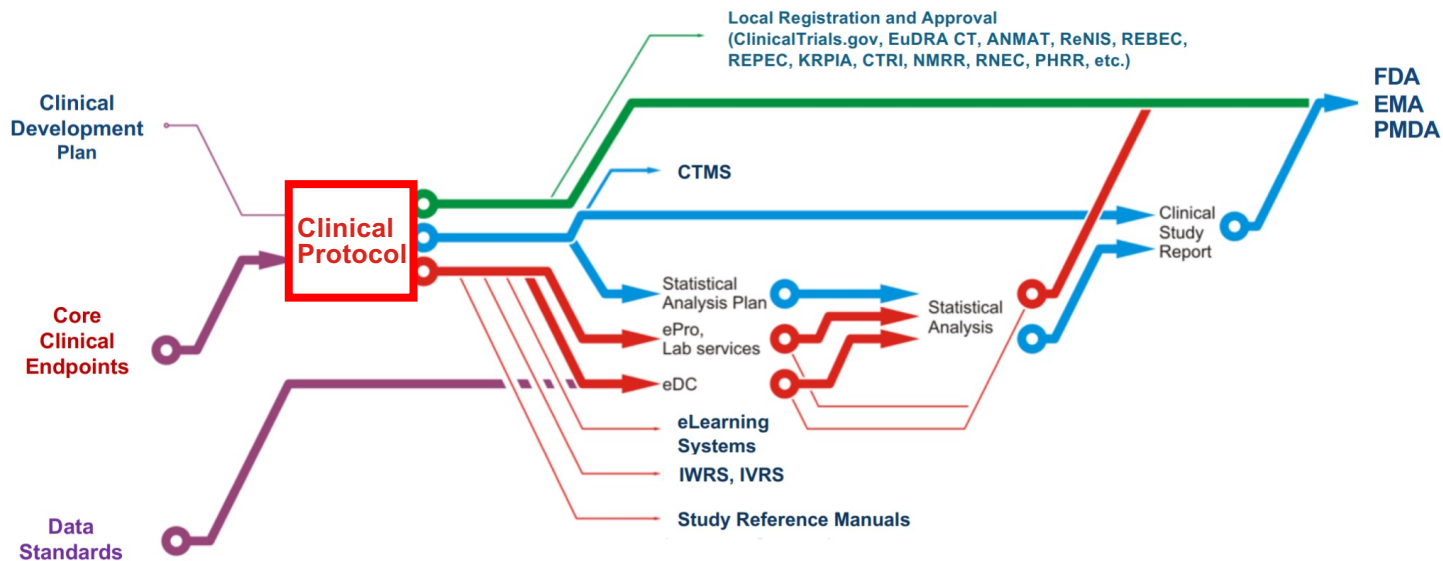 Local Registration and Approval
(ClinicalTrials.gov, EuDRA CT, ANMAT, ReNIS, REBEC,
REPEC, KRPIA, CTRI, NMRR, RNEC, PHRR, etc.)
FDA
EMA
PMDA
Clinical
Development
Plan
CTMS
Clinical
Protocol
Clinical
Study
Report
Statistical
Analysis Plan
Statistical
Analysis
Core
Clinical
Endpoints
ePro,
Lab services
eDC
eLearning
Systems
IWRS, IVRS
Study Reference Manuals
Data
Standards